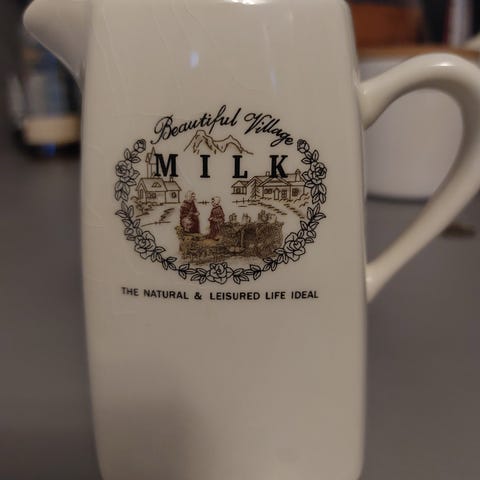 Beautiful Village
MILK
THE NATURAL & LEISURED LIFE IDEAL